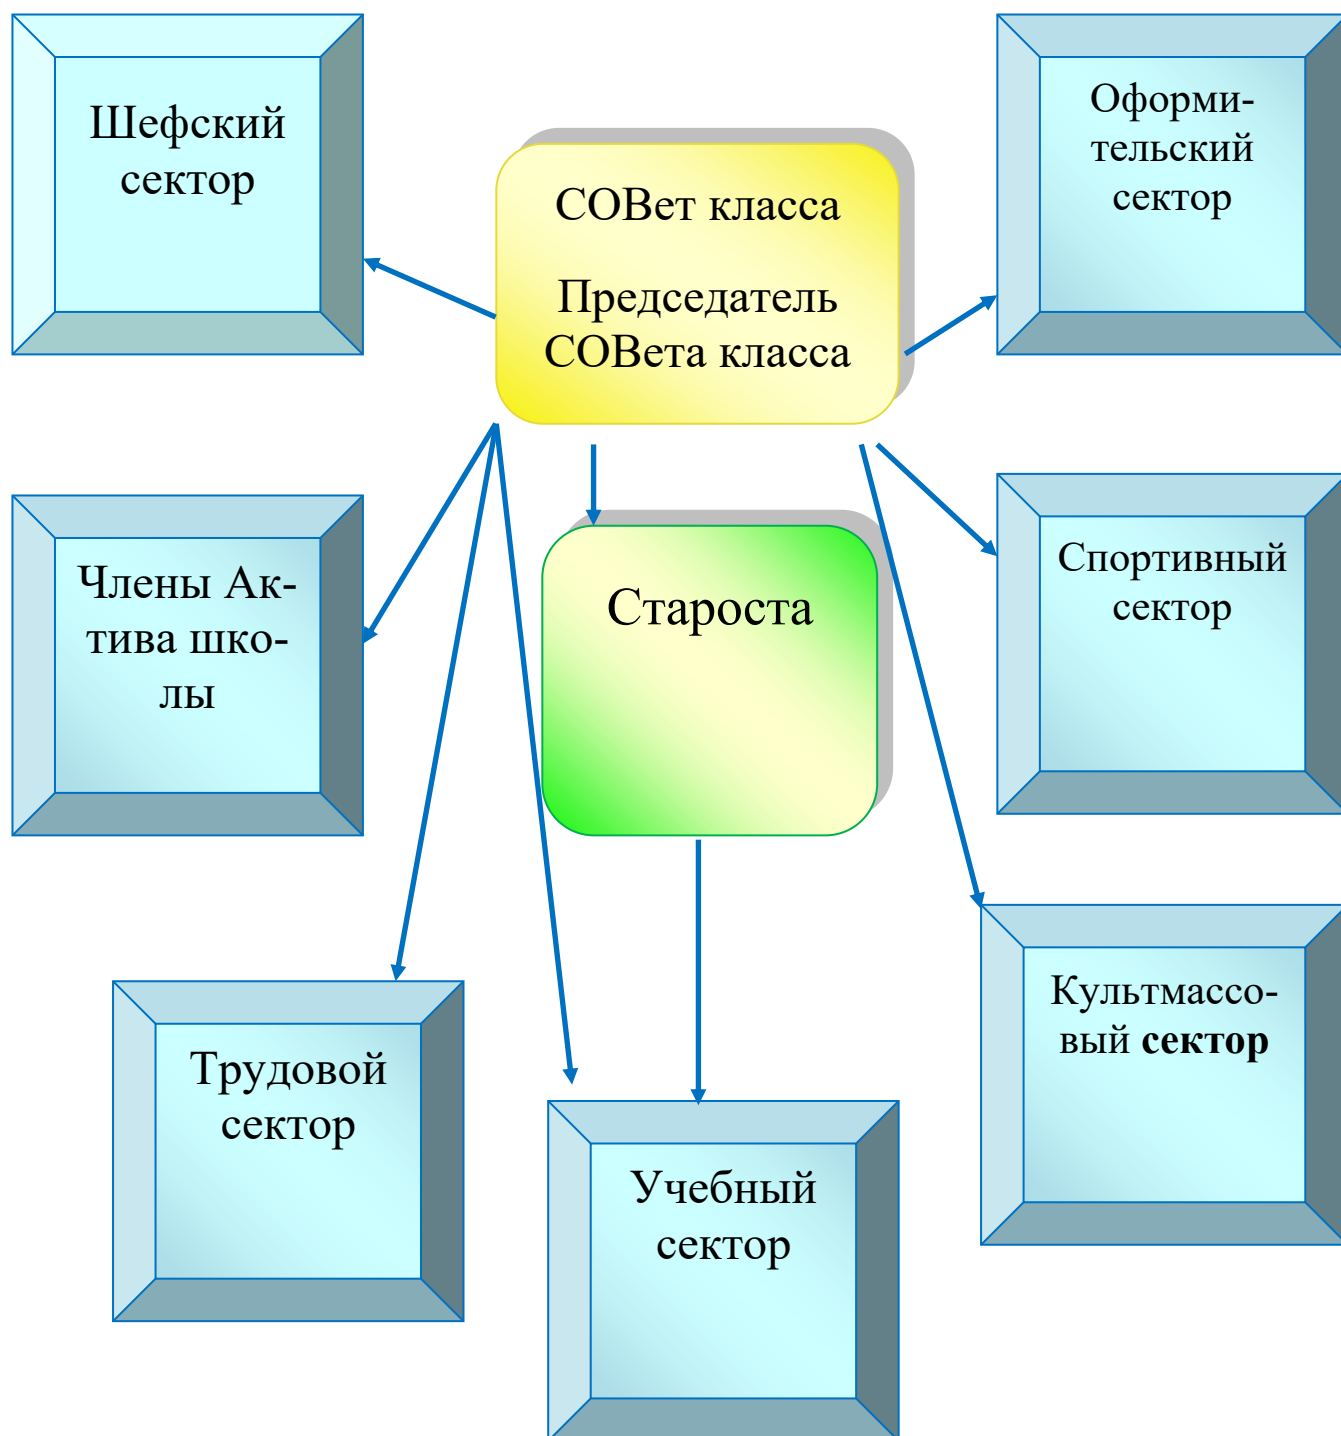 Шефский
сектор
СОВет класса
Председатель
СОВета класса
Оформи-
тельский
сектор
Члены Ак-
тива шко-
лы
Староста
Спортивный
сектор
Трудовой
сектор
Учебный
сектор
Культмассо-
вый сектор